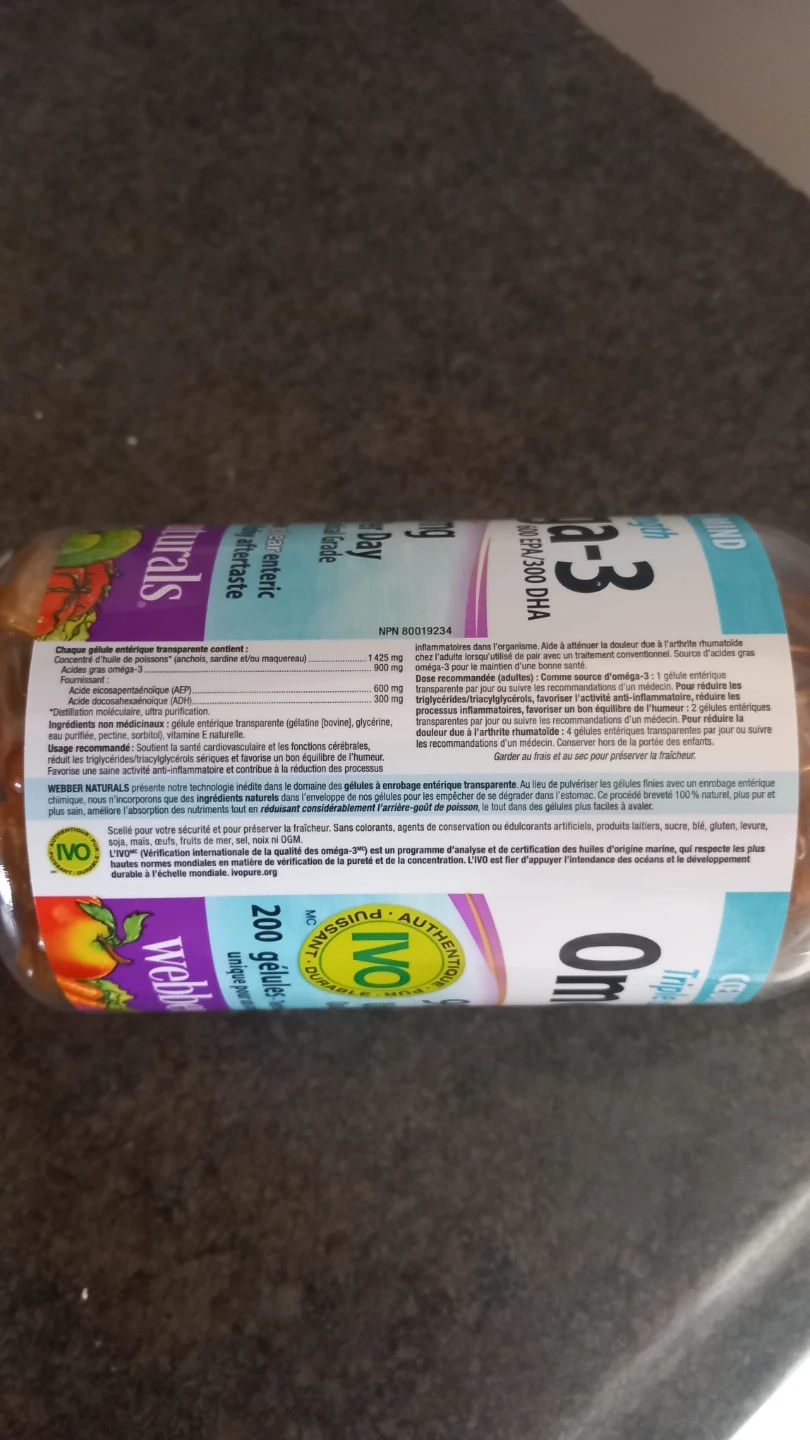 MIND
gth
a-3
600 EPA/300 DHA
ng
Day
Grade
enteric
aftertaste
turals®
NPN 80019234
Chaque gélule entérique transparente contient :
Concentré d'huile de poissons* (anchois, sardine et/ou maquereau) 1 425 mg
Acides gras oméga-3 900 mg
Fournissant :
Acide eicosapentaénoïque (AEP) 600 mg
Acide docosahexaénoïque (ADH) 300 mg
*Distillation moléculaire, ultra purification.
Ingrédients non médicinaux : gélule entérique transparente (gélatine [bovine], glycérine,
eau purifiée, pectine, sorbitol), vitamine E naturelle.
Usage recommandé : Soutient la santé cardiovasculaire et les fonctions cérébrales,
réduit les triglycérides/triacylglycérols sériques et favorise un bon équilibre de l'humeur.
Favorise une saine activité anti-inflammatoire et contribue à la réduction des processus
inflammatoires dans l'organisme. Aide à atténuer la douleur due à l'arthrite rhumatoïde
chez l'adulte lorsqu'utilisé de pair avec un traitement conventionnel. Source d'acides gras
oméga-3 pour le maintien d'une bonne santé.
Dose recommandée (adultes) : Comme source d'oméga-3 : 1 gélule entérique
transparente par jour ou suivre les recommandations d'un médecin. Pour réduire les
triglycérides/triacylglycérols, favoriser l'activité anti-inflammatoire, réduire les
processus inflammatoires, favoriser un bon équilibre de l'humeur : 2 gélules entériques
transparentes par jour ou suivre les recommandations d'un médecin. Pour réduire la
douleur due à l'arthrite rhumatoïde : 4 gélules entériques transparentes par jour ou suivre
les recommandations d'un médecin. Conserver hors de la portée des enfants.
Garder au frais et au sec pour préserver la fraîcheur.
WEBBER NATURALS présente notre technologie inédite dans le domaine des gélules à enrobage entérique transparente. Au lieu de pulvériser les gélules finies avec un enrobage entérique
chimique, nous n'incorporons que des ingrédients naturels dans l'enveloppe de nos gélules pour les empêcher de se dégrader dans l'estomac. Ce procédé breveté 100 % naturel, plus pur et
plus sain, améliore l'absorption des nutriments tout en réduisant considérablement l'arrière-goût de poisson, le tout dans des gélules plus faciles à avaler.
IVO
Scellé pour votre sécurité et pour préserver la fraîcheur. Sans colorants, agents de conservation ou édulcorants artificiels, produits laitiers, sucre, blé, gluten, levure,
soja, maïs, œufs, fruits de mer, sel, noix ni OGM.
L'IVO MC (Vérification internationale de la qualité des oméga-3 MC) est un programme d'analyse et de certification des huiles d'origine marine, qui respecte les plus
hautes normes mondiales en matière de vérification de la pureté et de la concentration. L'IVO est fier d'appuyer l'intendance des océans et le développement
durable à l'échelle mondiale. ivopure.org
Triple
Om
AUTHENTIQUE · PUR · DURABLE · PUISSANT
IVO
MC
200 gélules
unique pour
webbe